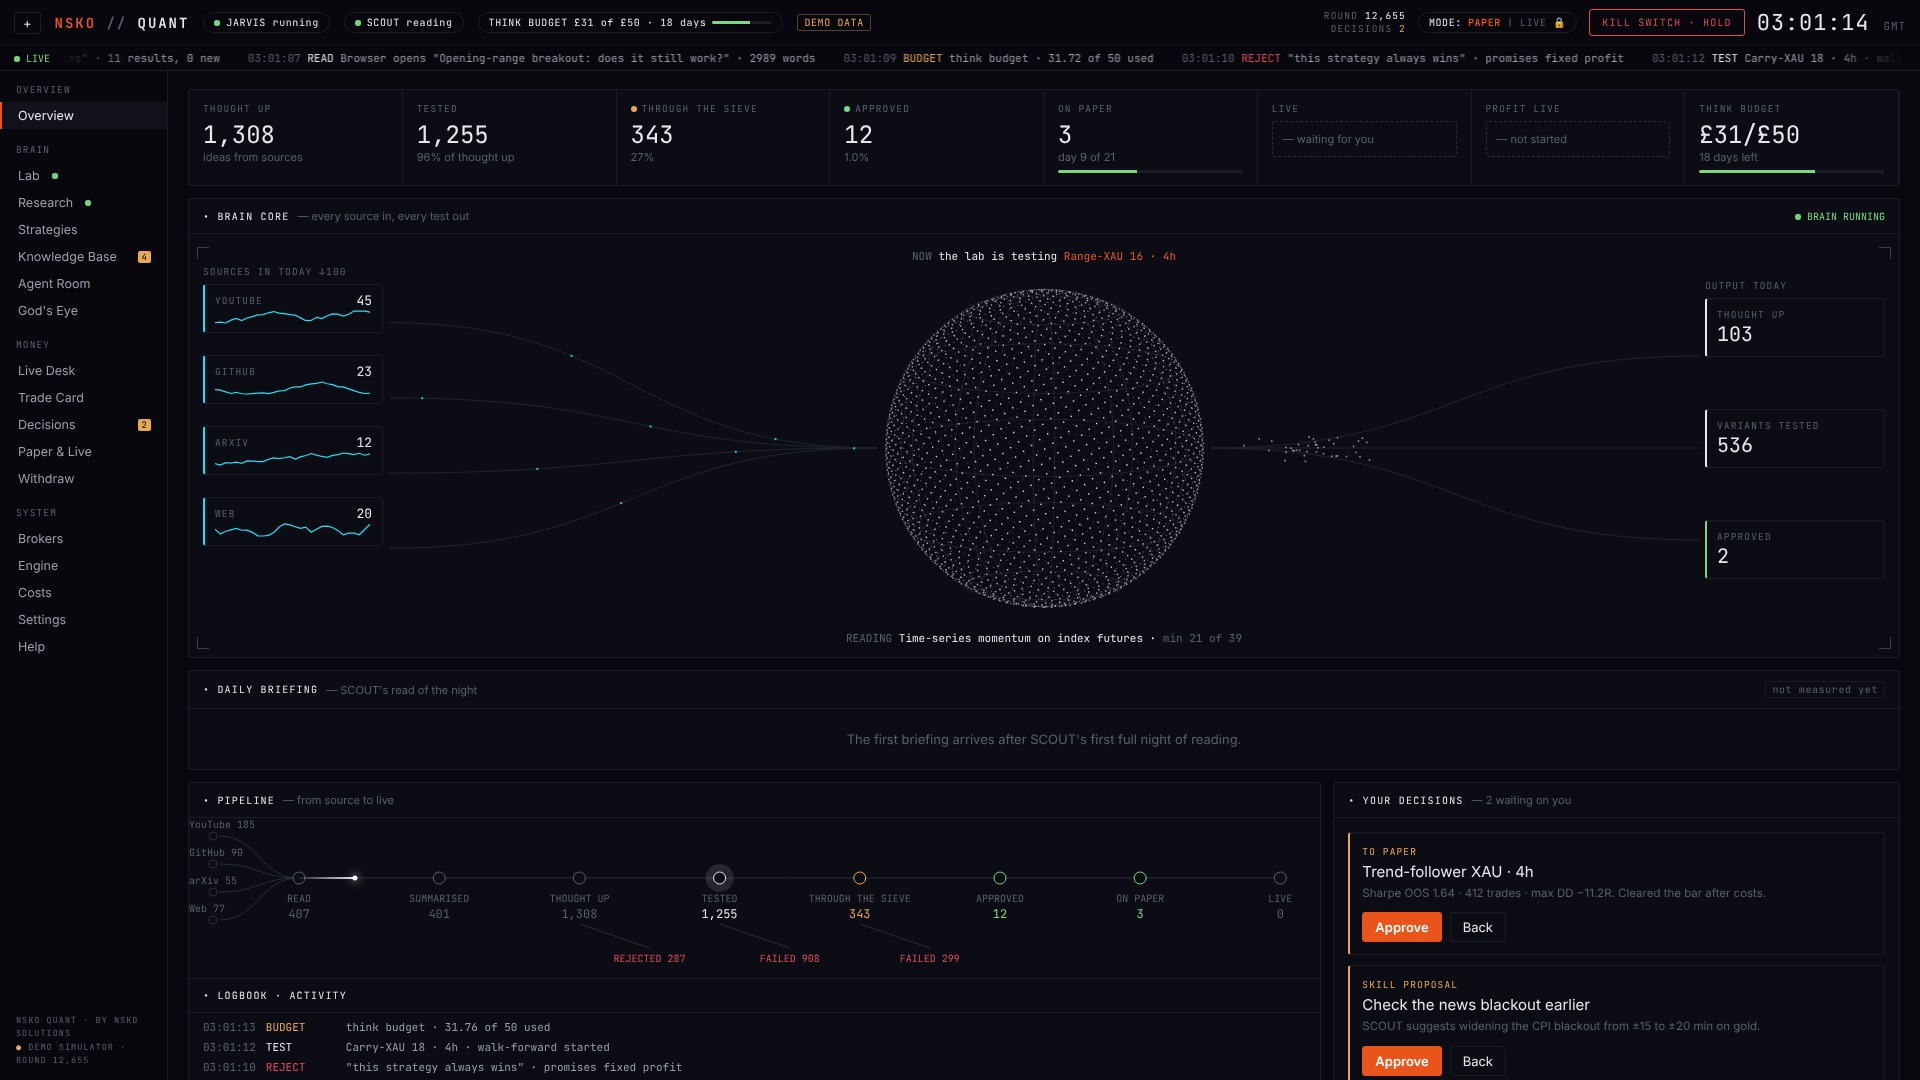 + NSKO // QUANT JARVIS running SCOUT reading THINK BUDGET £31 of £50 · 18 days DEMO DATA
ROUND 12,655
DECISIONS 2
MODE: PAPER | LIVE KILL SWITCH · HOLD 03:01:14 GMT
LIVE · 11 results, 0 new 03:01:07 READ Browser opens "Opening-range breakout: does it still work?" · 2989 words 03:01:09 BUDGET think budget · 31.72 of 50 used 03:01:10 REJECT "this strategy always wins" · promises fixed profit 03:01:12 TEST Carry-XAU 18 · 4h ·
OVERVIEW
Overview
BRAIN
Lab
Research
Strategies
Knowledge Base 4
Agent Room
God's Eye
MONEY
Live Desk
Trade Card
Decisions 2
Paper & Live
Withdraw
SYSTEM
Brokers
Engine
Costs
Settings
Help
NSKO QUANT · BY NSKO
SOLUTIONS
DEMO SIMULATOR ·
ROUND 12,655
THOUGHT UP
1,308
ideas from sources
TESTED
1,255
96% of thought up
THROUGH THE SIEVE
343
27%
APPROVED
12
1.0%
ON PAPER
3
day 9 of 21
LIVE
— waiting for you
PROFIT LIVE
— not started
THINK BUDGET
£31/£50
18 days left
• BRAIN CORE — every source in, every test out
BRAIN RUNNING
NOW the lab is testing Range-XAU 16 · 4h
SOURCES IN TODAY ↓100
YOUTUBE 45
GITHUB 23
ARXIV 12
WEB 20
OUTPUT TODAY
THOUGHT UP
103
VARIANTS TESTED
536
APPROVED
2
READING Time-series momentum on index futures · min 21 of 39
• DAILY BRIEFING — SCOUT's read of the night
not measured yet
The first briefing arrives after SCOUT's first full night of reading.
• PIPELINE — from source to live
YouTube 185
GitHub 90
arXiv 55
Web 77
READ
407
SUMMARISED
401
THOUGHT UP
1,308
TESTED
1,255
THROUGH THE SIEVE
343
APPROVED
12
ON PAPER
3
LIVE
0
REJECTED 287
FAILED 908
FAILED 299
• LOGBOOK · ACTIVITY
03:01:13 BUDGET think budget · 31.76 of 50 used
03:01:12 TEST Carry-XAU 18 · 4h · walk-forward started
03:01:10 REJECT "this strategy always wins" · promises fixed profit
• YOUR DECISIONS — 2 waiting on you
TO PAPER
Trend-follower XAU · 4h
Sharpe OOS 1.64 · 412 trades · max DD −11.2R. Cleared the bar after costs.
Approve Back
SKILL PROPOSAL
Check the news blackout earlier
SCOUT suggests widening the CPI blackout from ±15 to ±20 min on gold.
Approve Back